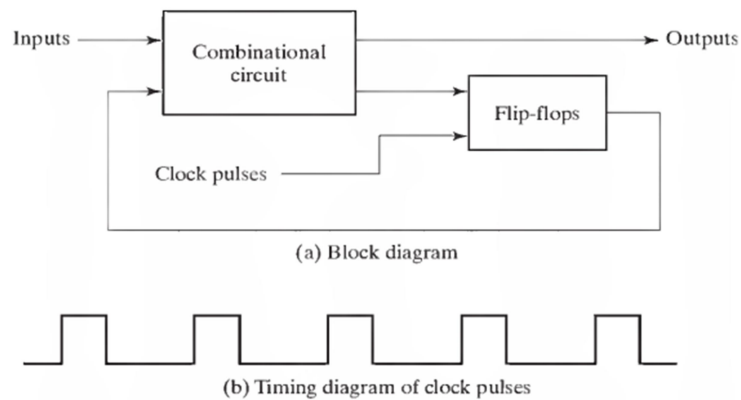 Inputs
Combinational
circuit
Outputs
Flip-flops
Clock pulses
(a) Block diagram
(b) Timing diagram of clock pulses